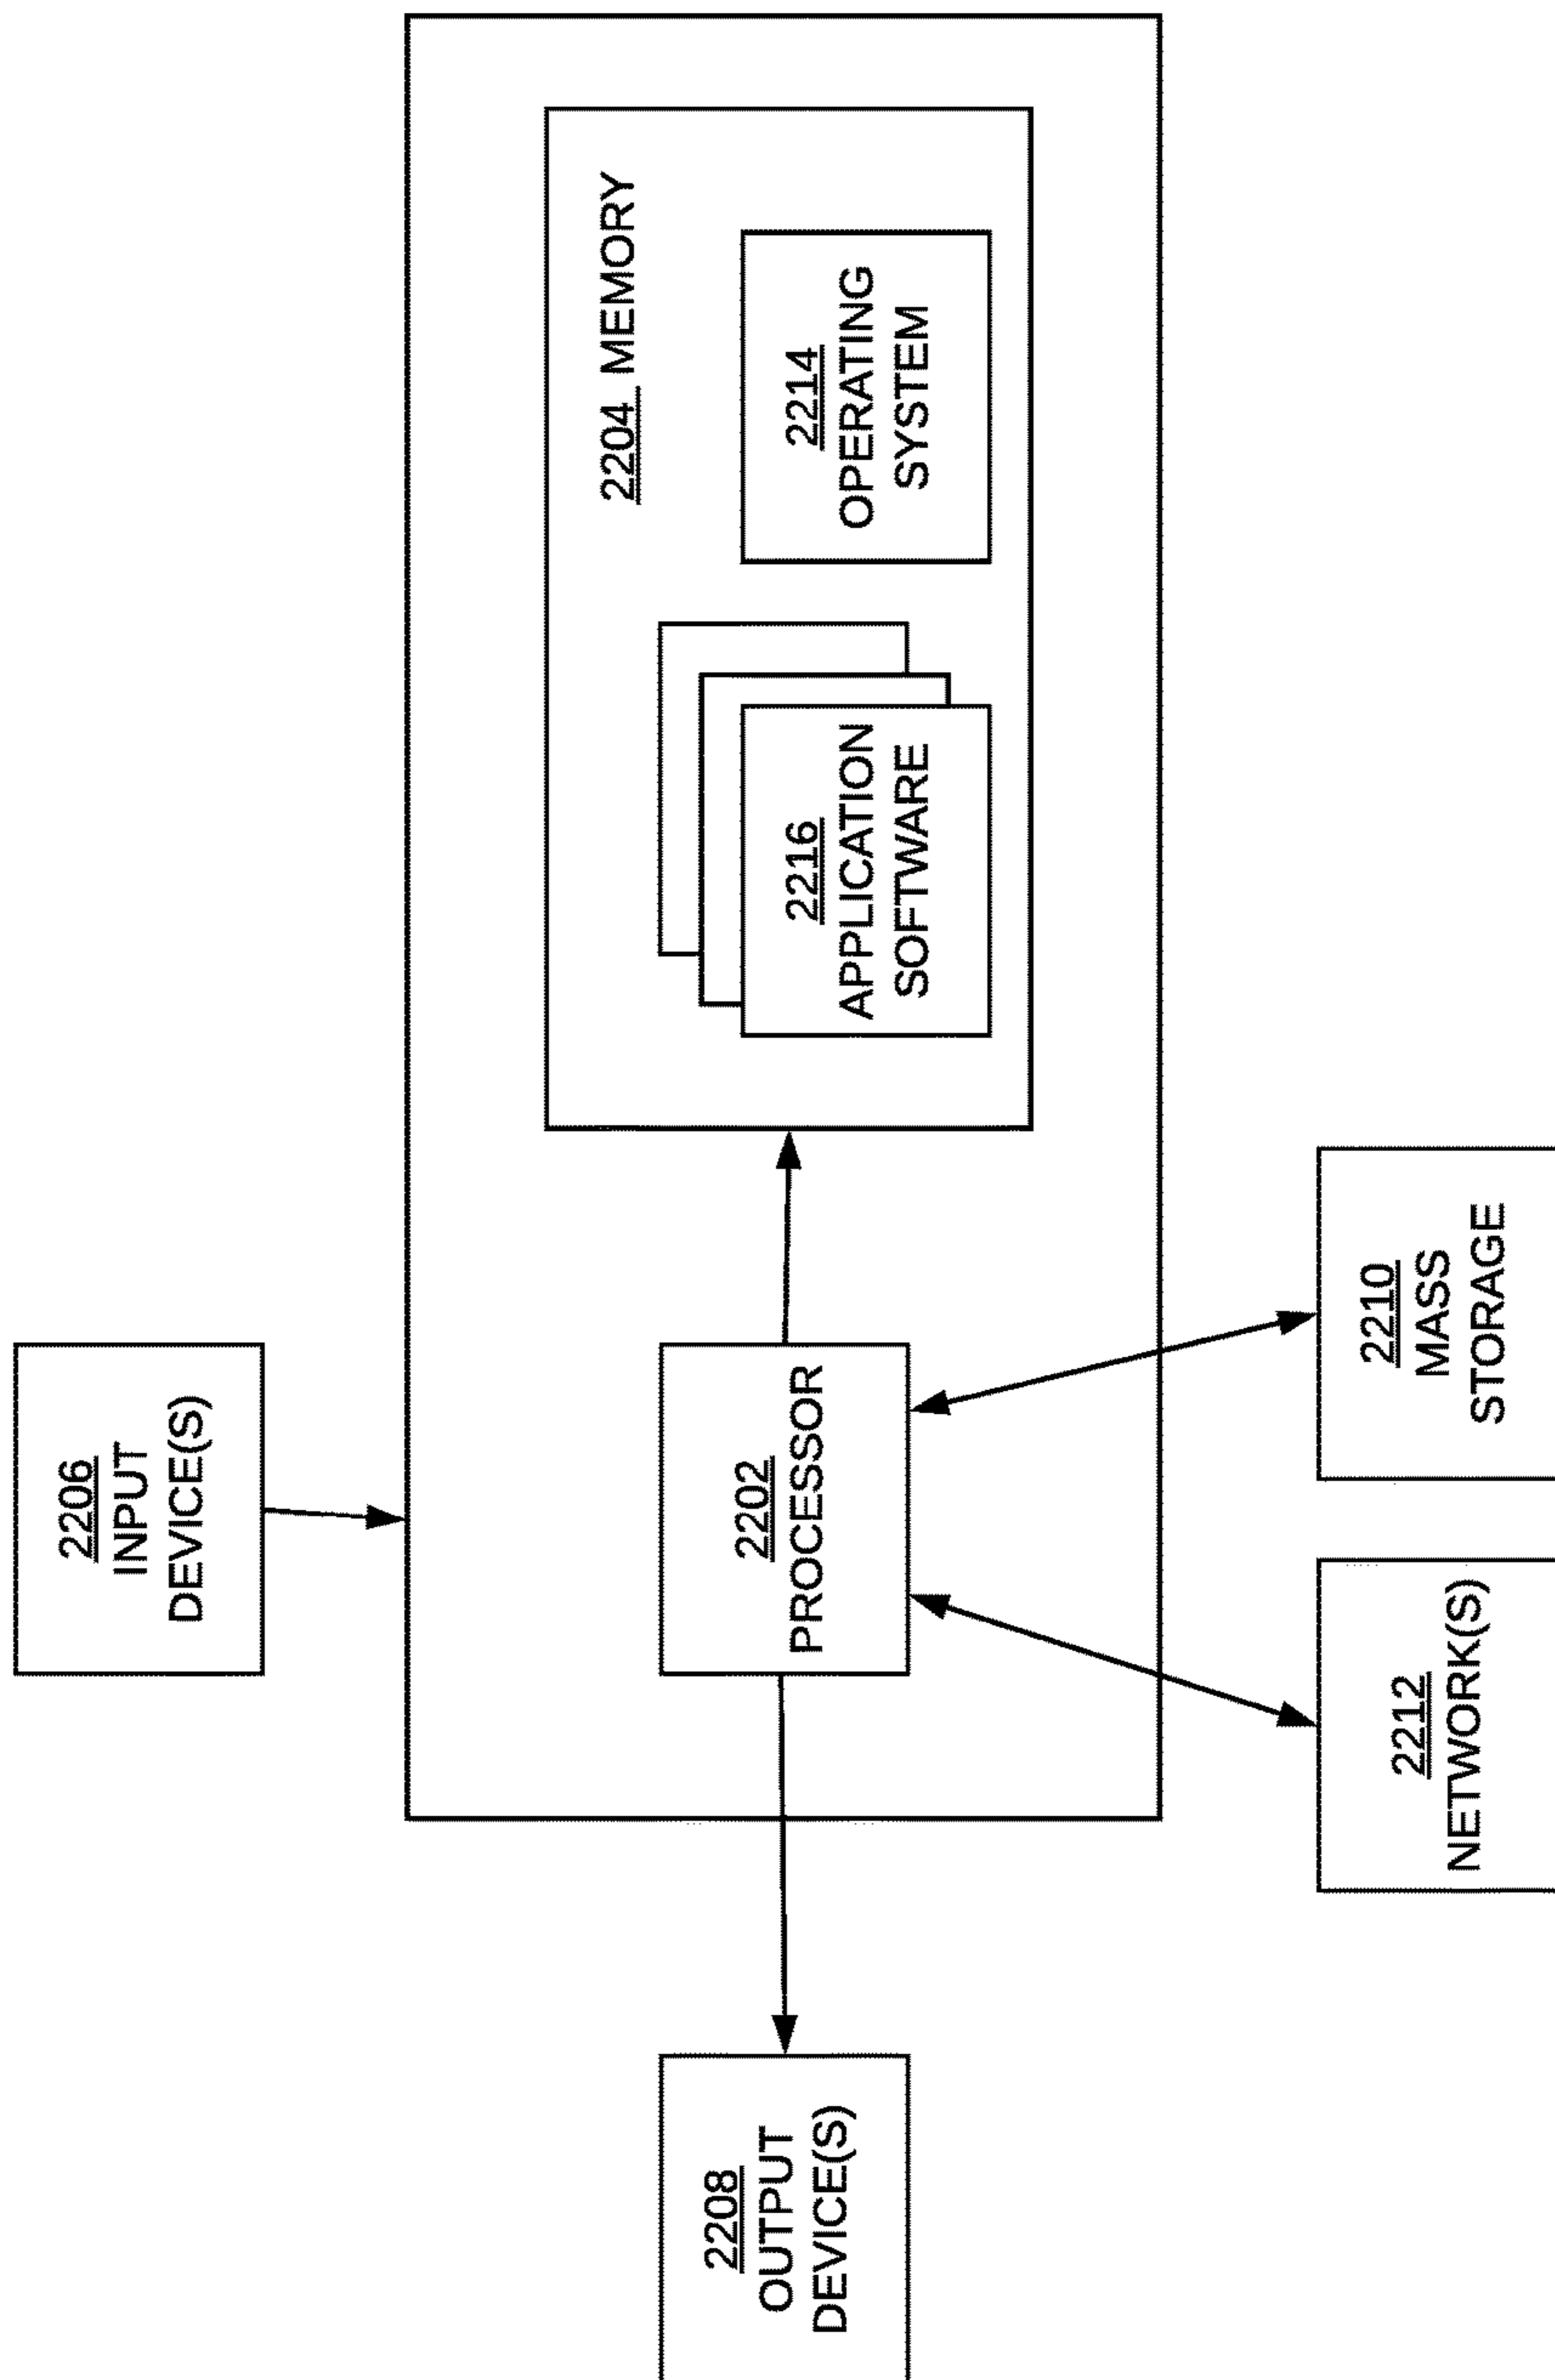 2206
INPUT
DEVICE(S)
2204 MEMORY
2216
APPLICATION
SOFTWARE
2214
OPERATING
SYSTEM
2208
OUTPUT
DEVICE(S)
2202
PROCESSOR
2212
NETWORK(S)
2210
MASS
STORAGE